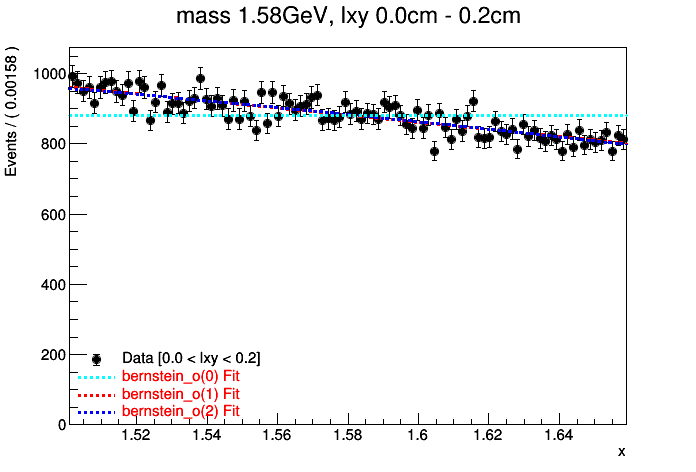 mass 1.58GeV, lxy 0.0cm - 0.2cm
Events / ( 0.00158 )
1000
800
600
400
200
0
Data [0.0 < lxy < 0.2]
bernstein_o(0) Fit
bernstein_o(1) Fit
bernstein_o(2) Fit
1.52 1.54 1.56 1.58 1.6 1.62 1.64
x